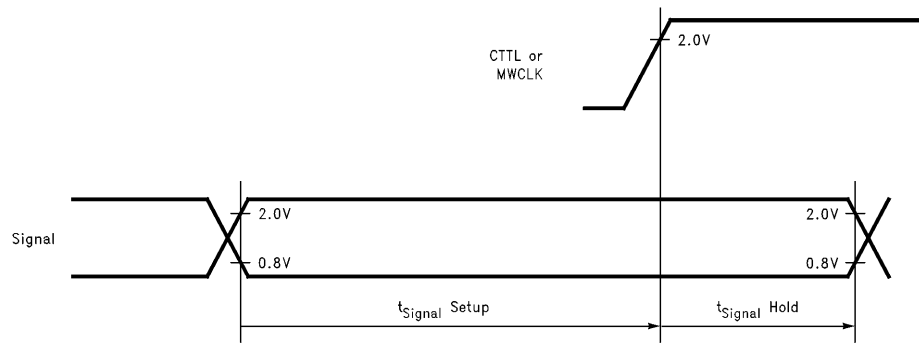 CTTL or
MWCLK
2.0V
Signal
2.0V
0.8V
2.0V
0.8V
tSignal Setup
tSignal Hold